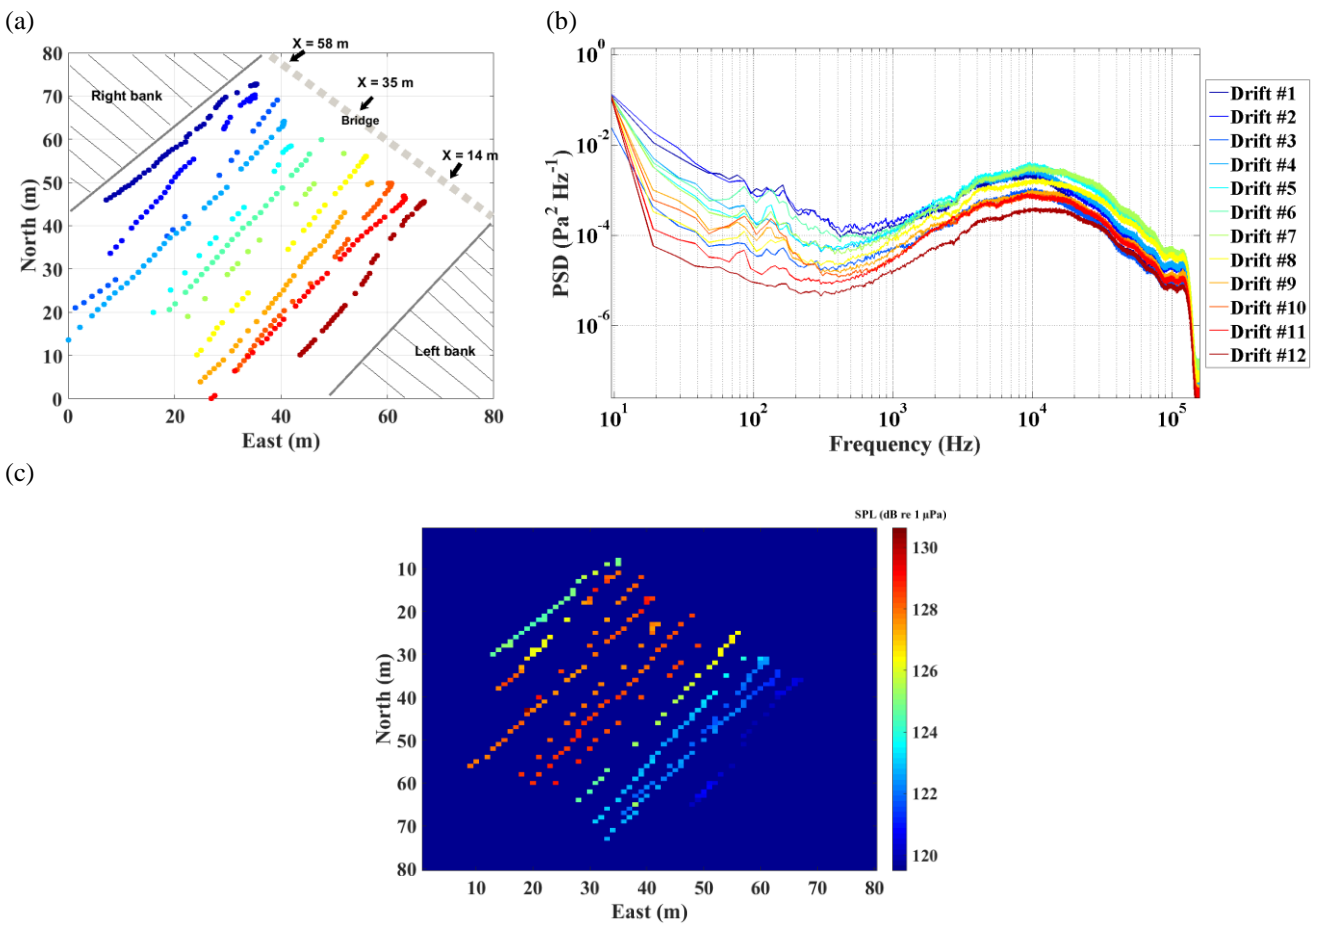 (a)
80
70
60
50
40
30
20
10
0
North (m)
0 20 40 60 80
East (m)
Right bank
X = 58 m
X = 35 m
Bridge
X = 14 m
Left bank
(b)
10^0
10^-2
10^-4
10^-6
PSD (Pa^2 Hz^-1)
10^1 10^2 10^3 10^4 10^5
Frequency (Hz)
Drift #1
Drift #2
Drift #3
Drift #4
Drift #5
Drift #6
Drift #7
Drift #8
Drift #9
Drift #10
Drift #11
Drift #12
(c)
SPL (dB re 1 µPa)
10
20
30
40
50
60
70
80
North (m)
10 20 30 40 50 60 70 80
East (m)
130
128
126
124
122
120